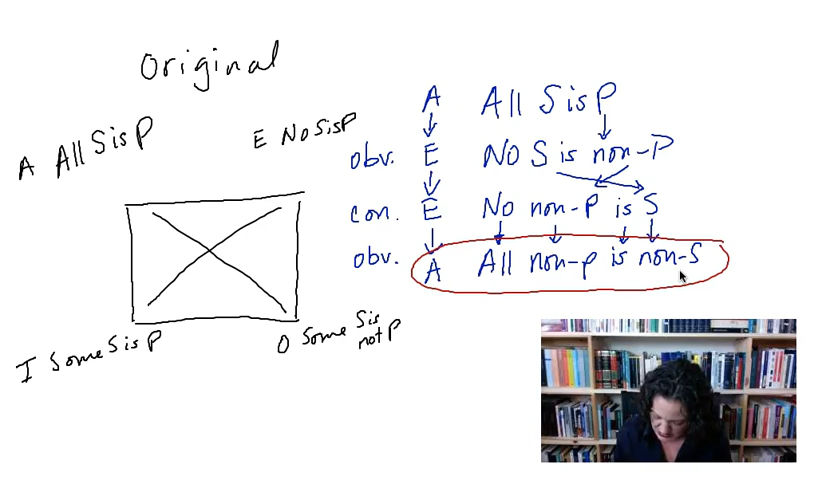 Original
A All S is P
E No S is P
I Some S is P
O Some S is
not P
A All S is P
obv. E NO S is non-P
con. E No non-P is S
obv. A All non-p is non-S